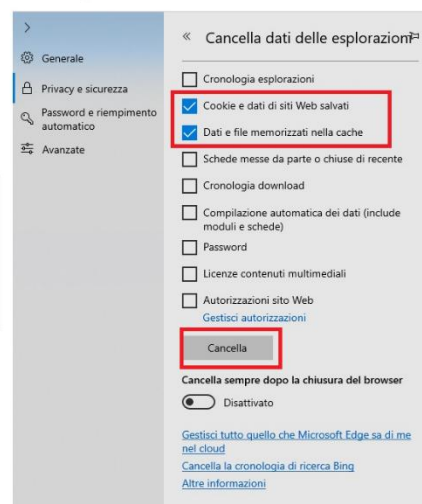 Generale
Privacy e sicurezza
Password e riempimento
automatico
Avanzate
Cancella dati delle esplorazioni
Cronologia esplorazioni
Cookie e dati di siti Web salvati
Dati e file memorizzati nella cache
Schede messe da parte o chiuse di recente
Cronologia download
Compilazione automatica dei dati (include
moduli e schede)
Password
Licenze contenuti multimediali
Autorizzazioni sito Web
Gestisci autorizzazioni
Cancella
Cancella sempre dopo la chiusura del browser
Disattivato
Gestisci tutto quello che Microsoft Edge sa di me
nel cloud
Cancella la cronologia di ricerca Bing
Altre informazioni